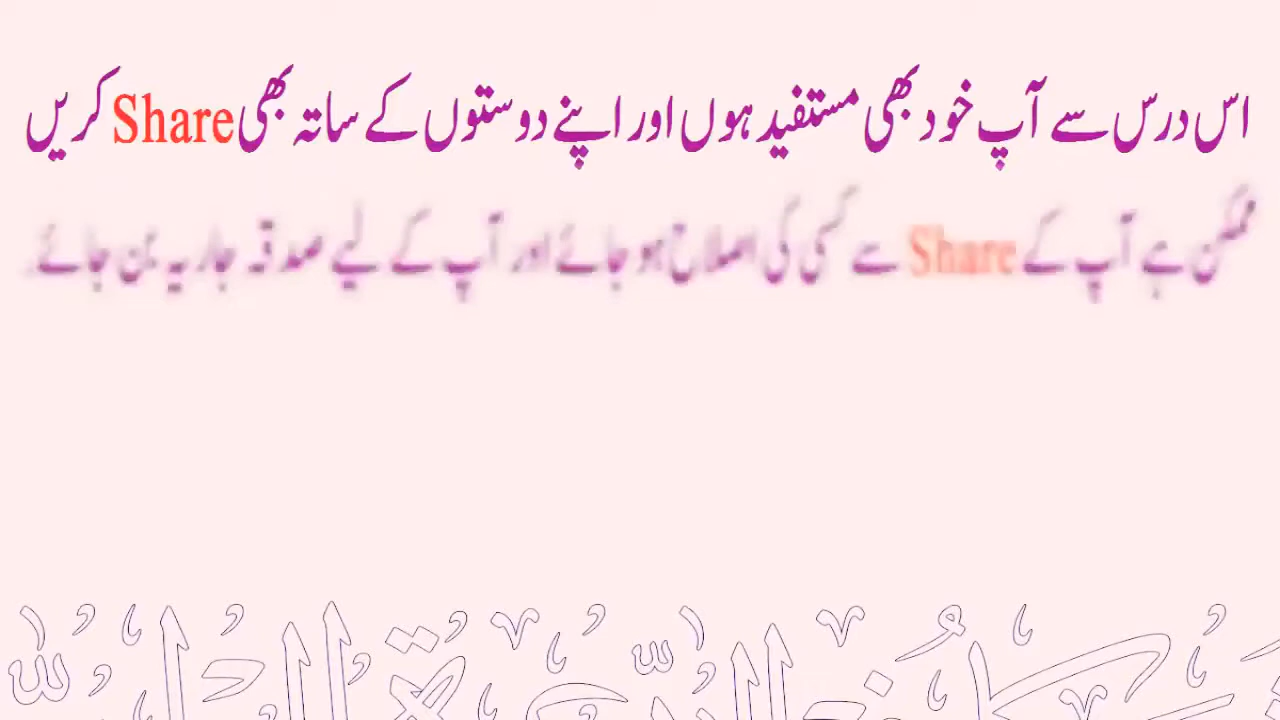 اس درس سے آپ خود بھی مستفید ہوں اور اپنے دوستوں کے ساتہ بھی Share کریں
ممکن ہے آپ کے Share سے کسی کی اصلاح ہو جائے اور آپ کے لیے صدقہ جاریہ بن جائے